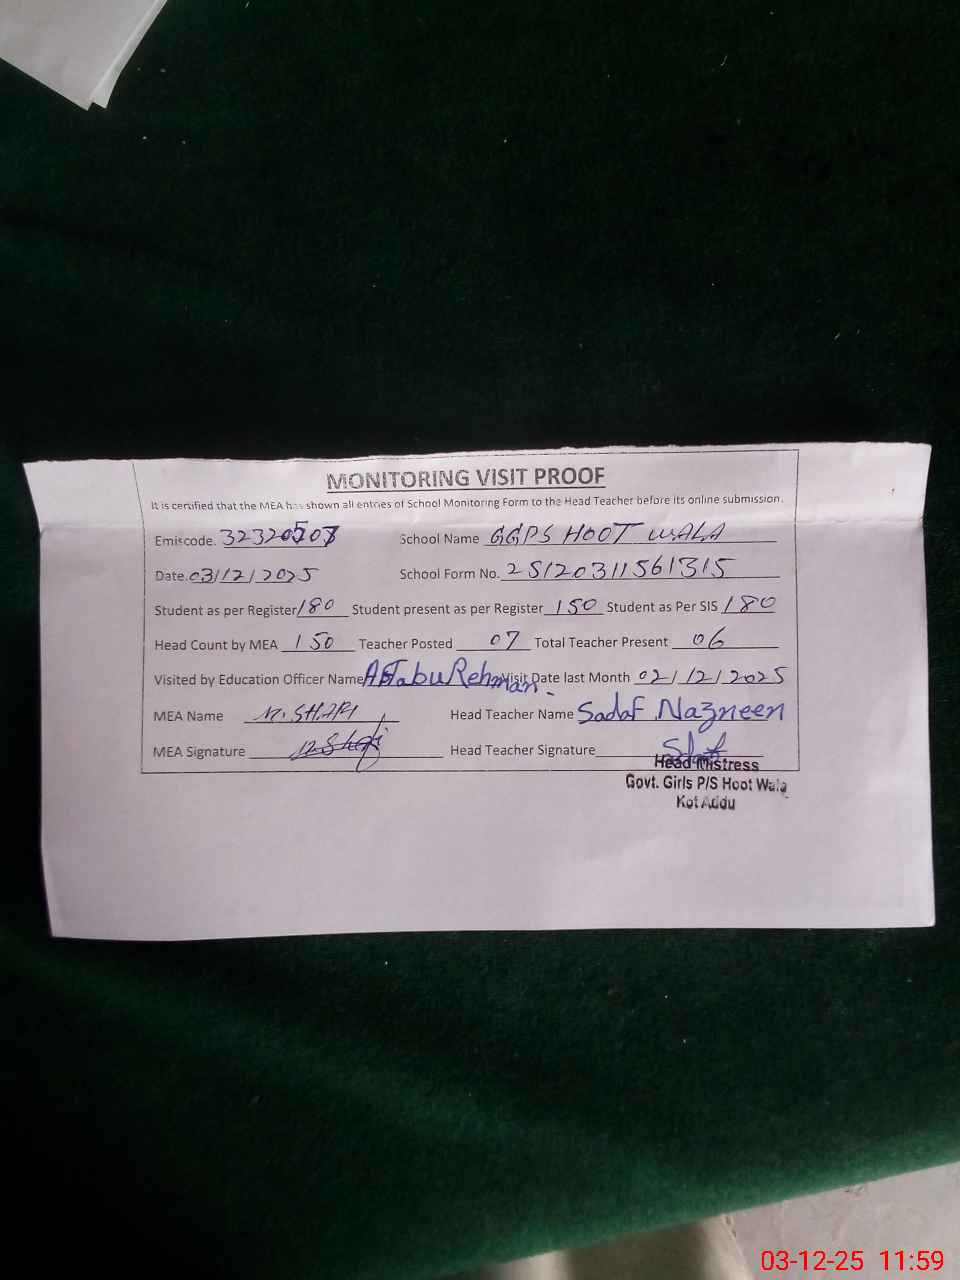 MONITORING VISIT PROOF
It is certified that the MEA has shown all entries of School Monitoring Form to the Head Teacher before its online submission.
Emiscode. 32320507 School Name GGPS HOOT WALA
Date. 03/12/2025 School Form No. 251203115613 15
Student as per Register 180 Student present as per Register 150 Student as Per SIS 180
Head Count by MEA 150 Teacher Posted 07 Total Teacher Present 06
Visited by Education Officer Name AftabuRehman Visit Date last Month 02/12/2025
MEA Name M. SHAFI Head Teacher Name Sadaf Nazneen
MEA Signature Head Teacher Signature
Head Mistress
Govt. Girls P/S Hoot Wala
Kot Addu
03-12-25 11:59